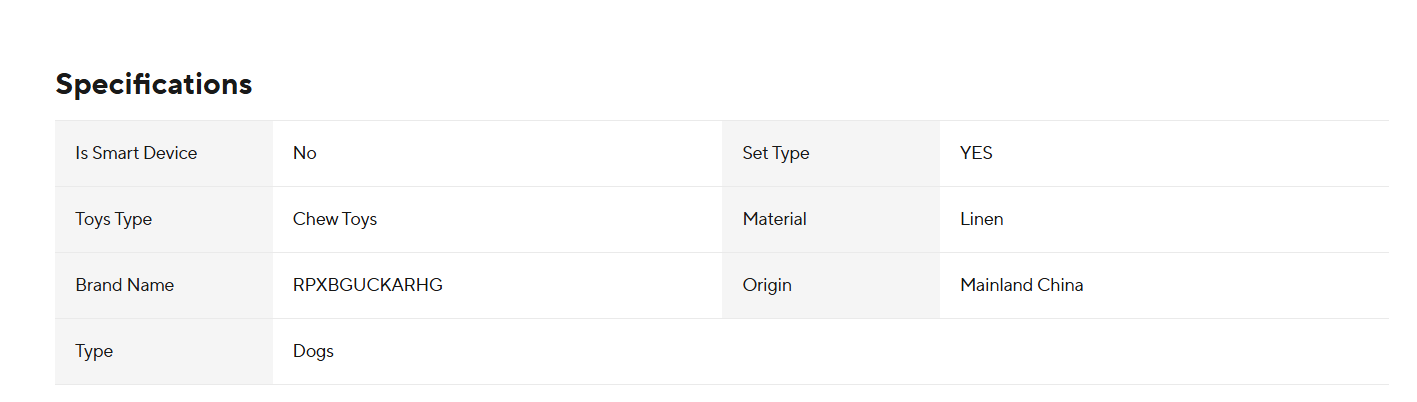 Specifications
Is Smart Device No Set Type YES
Toys Type Chew Toys Material Linen
Brand Name RPXBGUCKARHG Origin Mainland China
Type Dogs